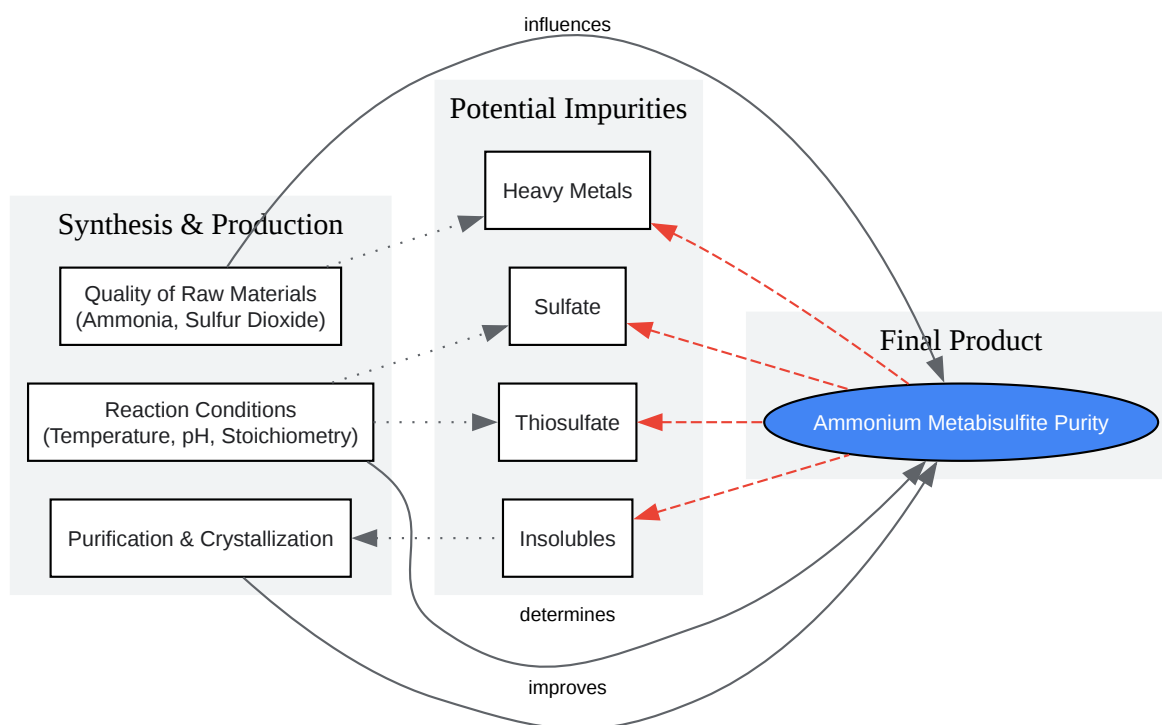 influences
Potential Impurities
Heavy Metals
Synthesis & Production
Quality of Raw Materials
(Ammonia, Sulfur Dioxide)
Sulfate
Final Product
Reaction Conditions
(Temperature, pH, Stoichiometry)
Thiosulfate
Ammonium Metabisulfite Purity
Purification & Crystallization
Insolubles
determines
improves